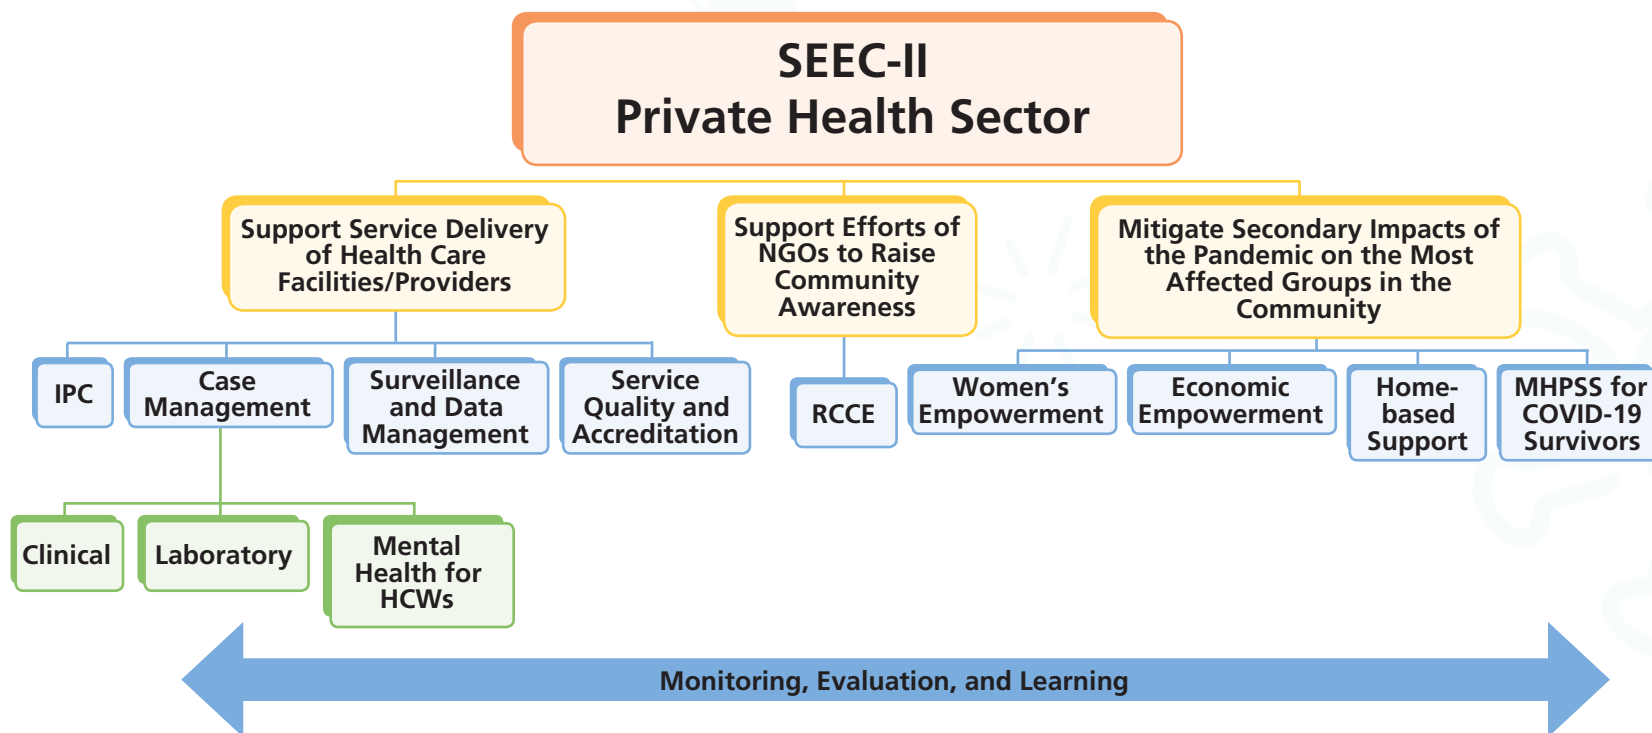 SEEC-II
Private Health Sector
Support Service Delivery
of Health Care
Facilities/Providers
Support Efforts of
NGOs to Raise
Community
Awareness
Mitigate Secondary Impacts of
the Pandemic on the Most
Affected Groups in the
Community
IPC
Case
Management
Surveillance
and Data
Management
Service
Quality and
Accreditation
RCCE
Women's
Empowerment
Economic
Empowerment
Home-
based
Support
MHPSS for
COVID-19
Survivors
Clinical
Laboratory
Mental
Health for
HCWs
Monitoring, Evaluation, and Learning